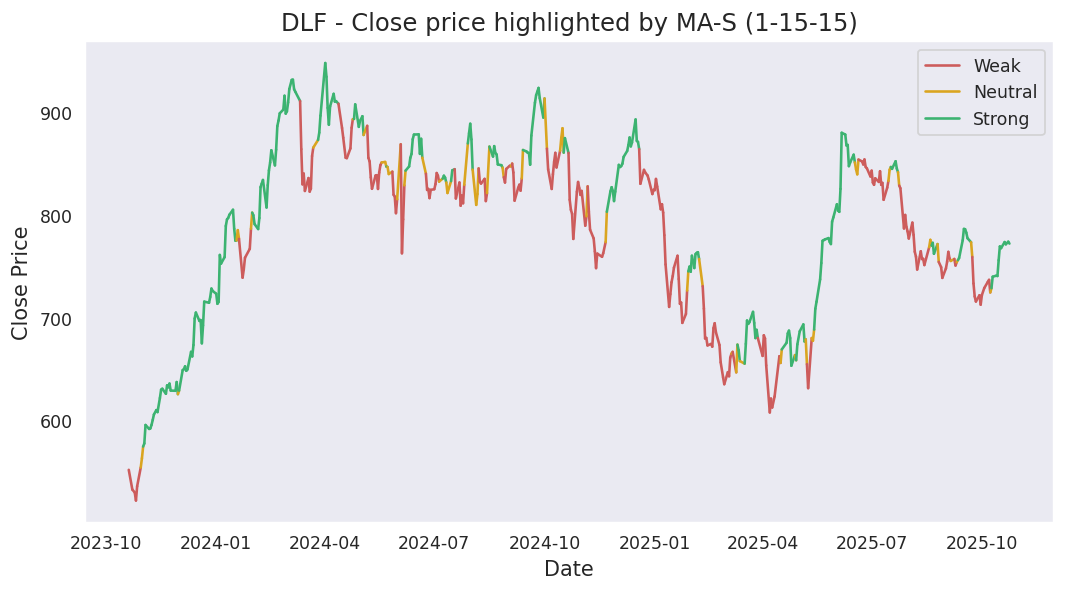 DLF - Close price highlighted by MA-S (1-15-15)
Weak
Neutral
Strong
Close Price
900
800
700
600
2023-10 2024-01 2024-04 2024-07 2024-10 2025-01 2025-04 2025-07 2025-10
Date